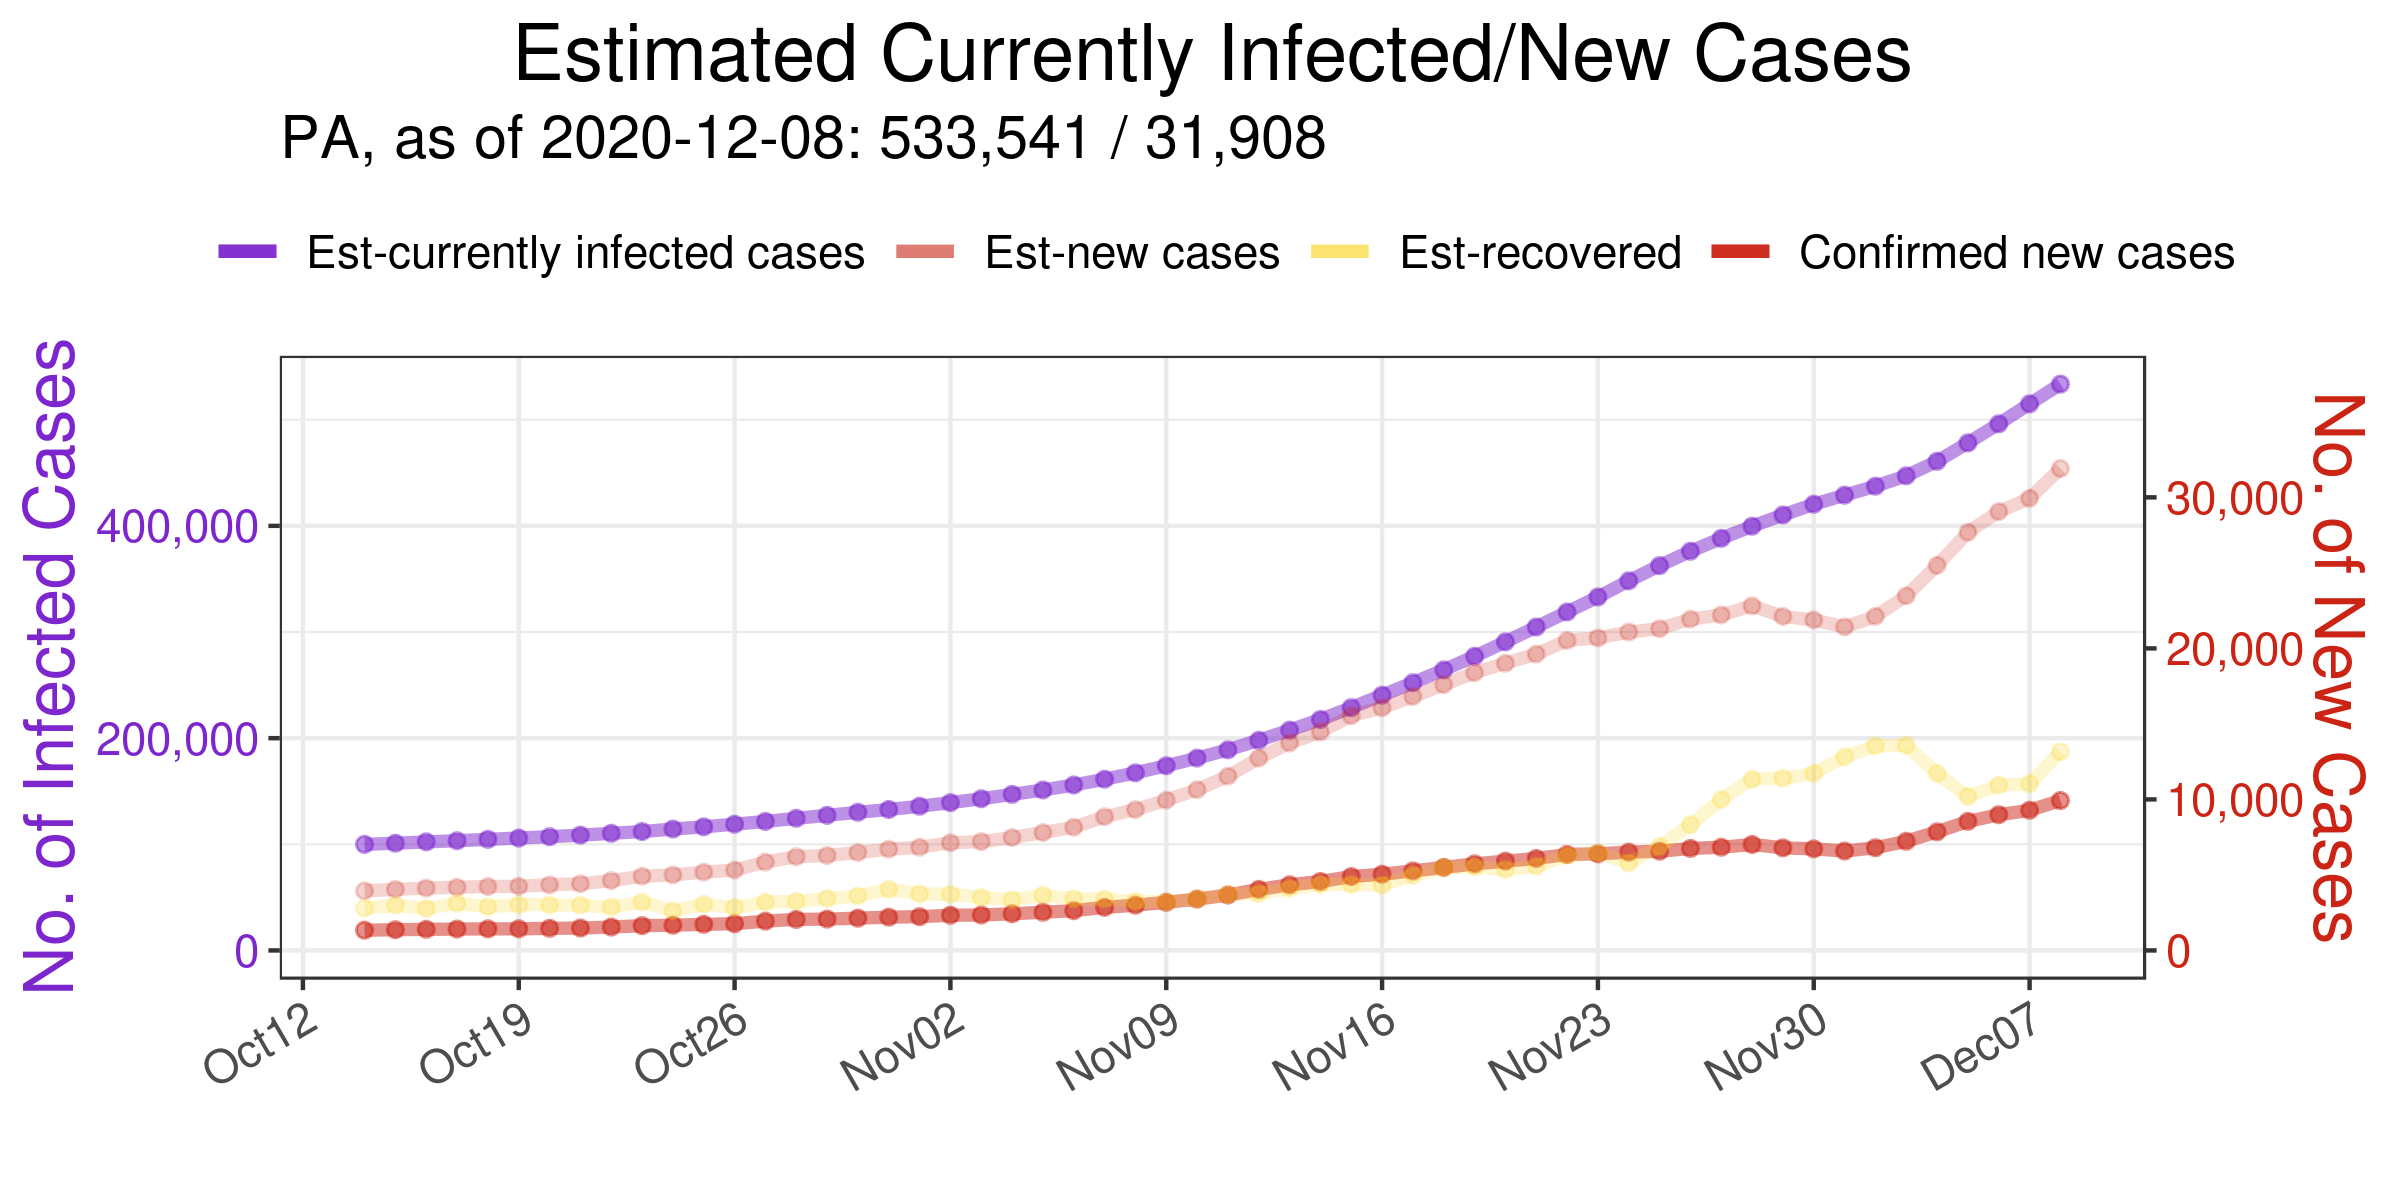 Estimated Currently Infected/New Cases
PA, as of 2020-12-08: 533,541 / 31,908
Est-currently infected cases Est-new cases Est-recovered Confirmed new cases
No. of Infected Cases
400,000
200,000
0
No. of New Cases
30,000
20,000
10,000
0
Oct12 Oct19 Oct26 Nov02 Nov09 Nov16 Nov23 Nov30 Dec07